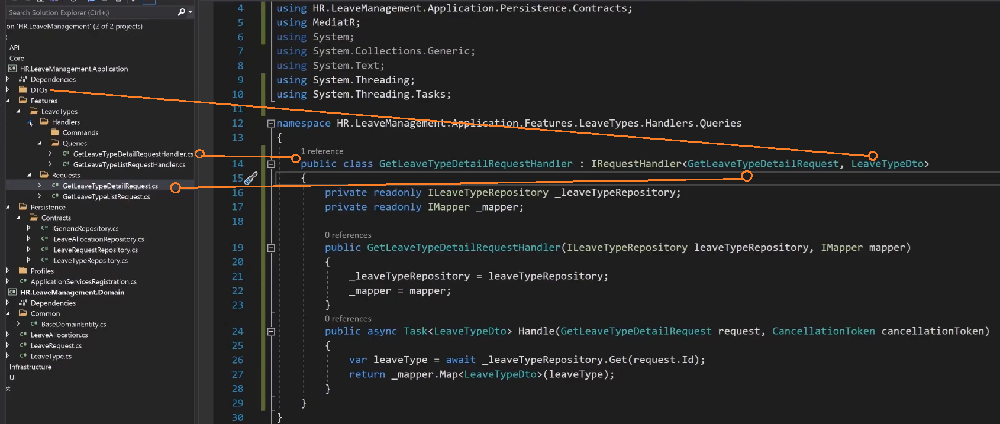 Search Solution Explorer (Ctrl+;)
on 'HR.LeaveManagement' (2 of 2 projects)
API
Core
HR.LeaveManagement.Application
Dependencies
DTOs
Features
LeaveTypes
Handlers
Commands
Queries
GetLeaveTypeDetailRequestHandler.cs
GetLeaveTypeListRequestHandler.cs
Requests
GetLeaveTypeDetailRequest.cs
GetLeaveTypeListRequest.cs
Persistence
Contracts
IGenericRepository.cs
ILeaveAllocationRepository.cs
ILeaveRequestRepository.cs
ILeaveTypeRepository.cs
Profiles
ApplicationServicesRegistration.cs
HR.LeaveManagement.Domain
Dependencies
Common
BaseDomainEntity.cs
LeaveAllocation.cs
LeaveRequest.cs
LeaveType.cs
Infrastructure
UI
st
4 using HR.LeaveManagement.Application.Persistence.Contracts;
5 using MediatR;
6 using System;
7 using System.Collections.Generic;
8 using System.Text;
9 using System.Threading;
10 using System.Threading.Tasks;
11
12 namespace HR.LeaveManagement.Application.Features.LeaveTypes.Handlers.Queries
13 {
1 reference
14 public class GetLeaveTypeDetailRequestHandler : IRequestHandler<GetLeaveTypeDetailRequest, LeaveTypeDto>
15 {
16 private readonly ILeaveTypeRepository _leaveTypeRepository;
17 private readonly IMapper _mapper;
18
0 references
19 public GetLeaveTypeDetailRequestHandler(ILeaveTypeRepository leaveTypeRepository, IMapper mapper)
20 {
21 _leaveTypeRepository = leaveTypeRepository;
22 _mapper = mapper;
23 }
0 references
24 public async Task<LeaveTypeDto> Handle(GetLeaveTypeDetailRequest request, CancellationToken cancellationToken)
25 {
26 var leaveType = await _leaveTypeRepository.Get(request.Id);
27 return _mapper.Map<LeaveTypeDto>(leaveType);
28 }
29 }
30 }